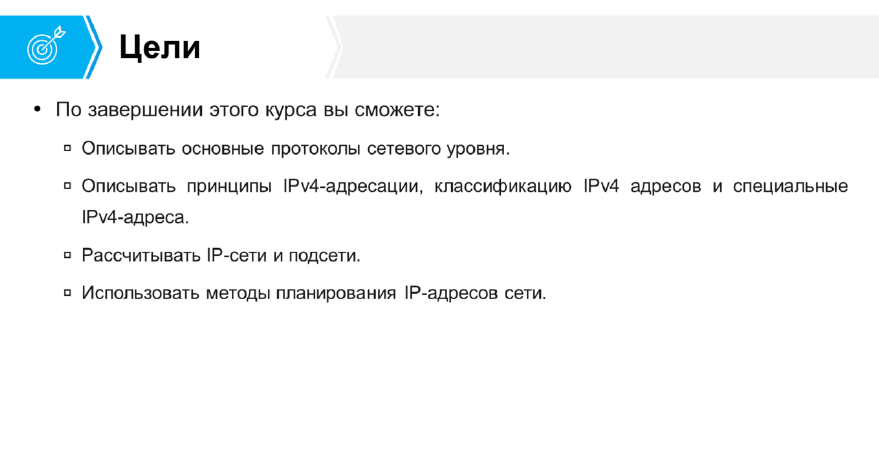 Цели
• По завершении этого курса вы сможете:
▫ Описывать основные протоколы сетевого уровня.
▫ Описывать принципы IPv4-адресации, классификацию IPv4 адресов и специальные
IPv4-адреса.
▫ Рассчитывать IP-сети и подсети.
▫ Использовать методы планирования IP-адресов сети.